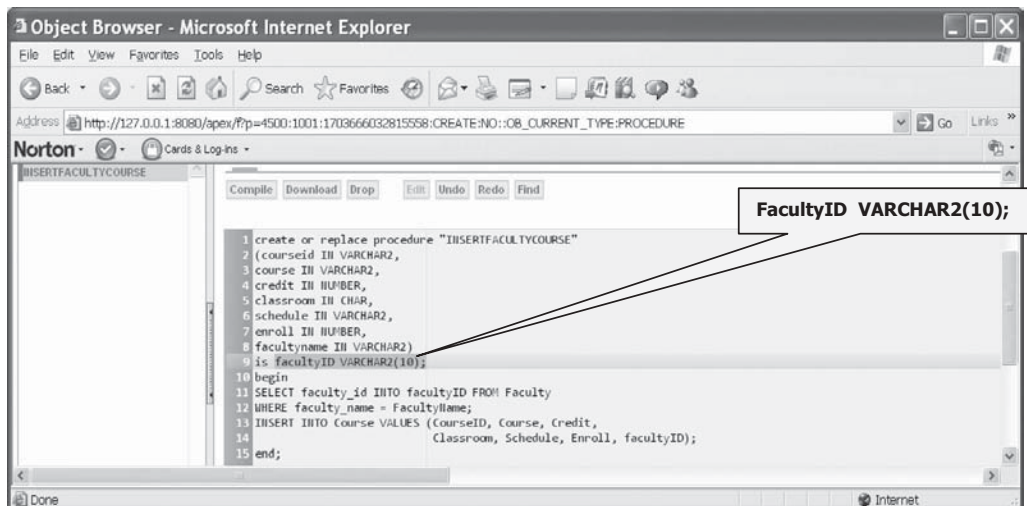 Object Browser - Microsoft Internet Explorer
File Edit View Favorites Tools Help
Back Search Favorites
Address http://127.0.0.1:8080/apex/f?p=4500:1001:1703666032815558:CREATE:NO::OB_CURRENT_TYPE:PROCEDURE Go Links »
Norton Cards & Log-ins
INSERTFACULTYCOURSE
Compile Download Drop Edit Undo Redo Find
FacultyID VARCHAR2(10);
1 create or replace procedure "INSERTFACULTYCOURSE"
2 (courseid IN VARCHAR2,
3 course IN VARCHAR2,
4 credit IN NUMBER,
5 classroom IN CHAR,
6 schedule IN VARCHAR2,
7 enroll IN NUMBER,
8 facultyname IN VARCHAR2)
9 is facultyID VARCHAR2(10);
10 begin
11 SELECT faculty_id INTO facultyID FROM Faculty
12 WHERE faculty_name = FacultyName;
13 INSERT INTO Course VALUES (CourseID, Course, Credit,
14 Classroom, Schedule, Enroll, facultyID);
15 end;
Done Internet